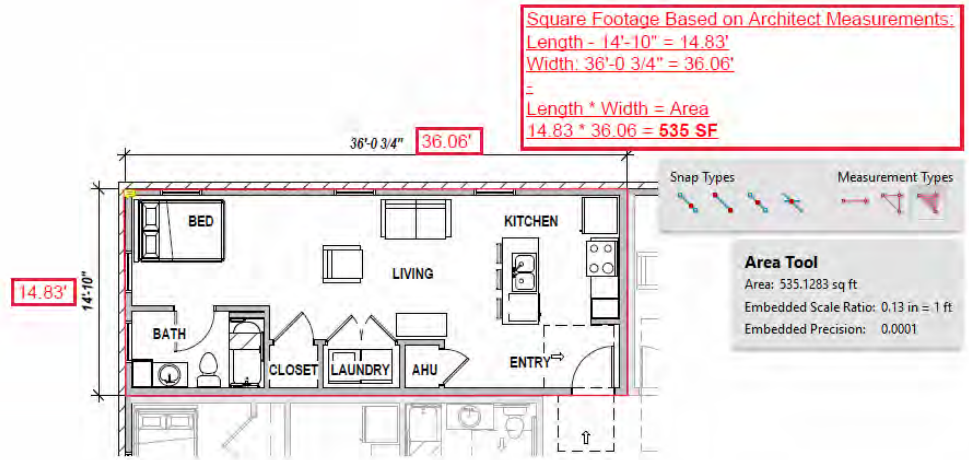 Square Footage Based on Architect Measurements:
Length - 14'-10" = 14.83'
Width: 36'-0 3/4" = 36.06'
-
Length * Width = Area
14.83 * 36.06 = 535 SF
36'-0 3/4"
36.06'
Snap Types
Measurement Types
BED
KITCHEN
Area Tool
Area: 535.1283 sq ft
Embedded Scale Ratio: 0.13 in = 1 ft
Embedded Precision: 0.0001
LIVING
14.83'
14'-10"
BATH
CLOSET
LAUNDRY
AHU
ENTRY